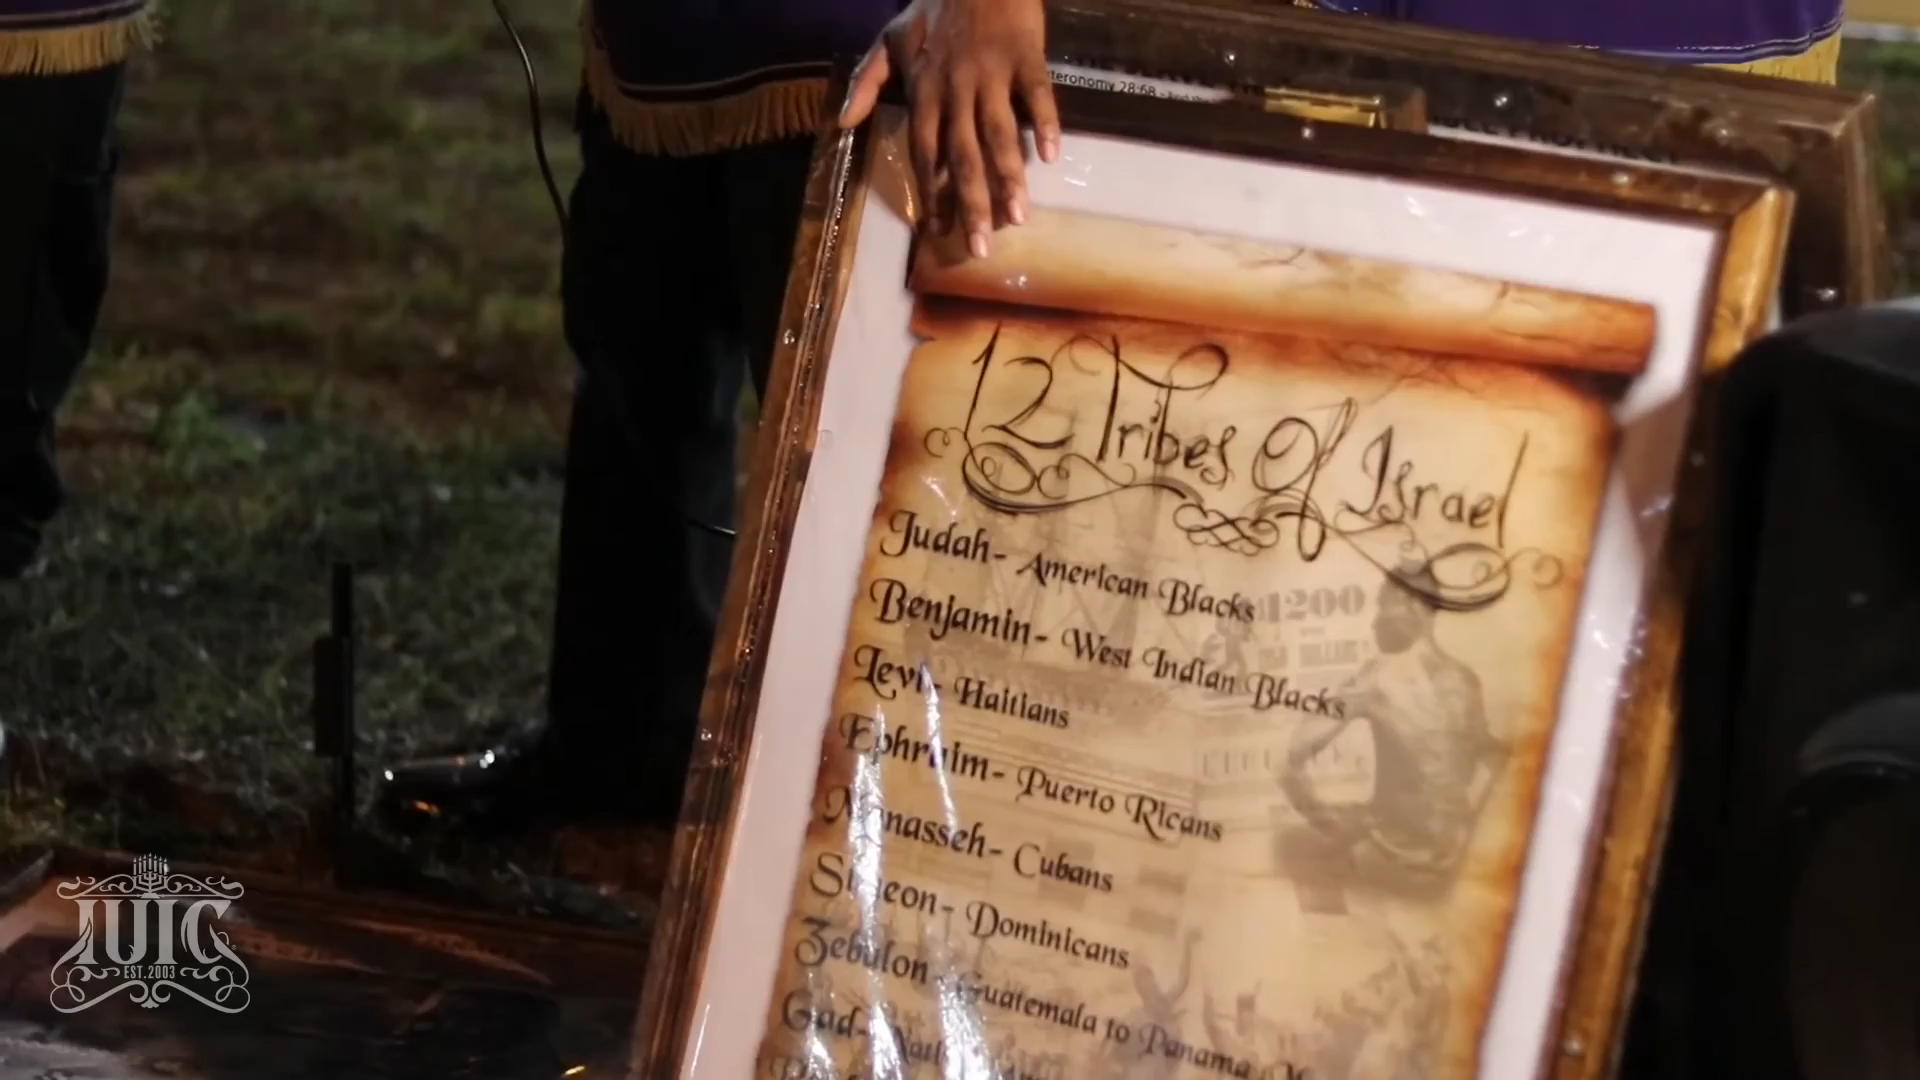 teronomy 28:68
12 Tribes Of Israel
Judah- American Blacks
Benjamin- West Indian Blacks
Levi- Haitians
Ephraim- Puerto Ricans
Manasseh- Cubans
Simeon- Dominicans
Zebulon- Guatemala to Panama
Gad-
1200
IUIC
EST. 2003